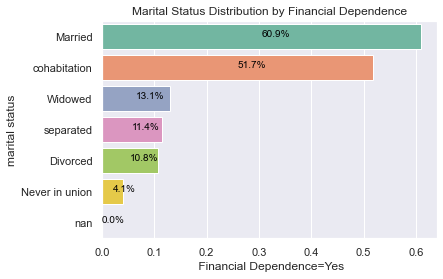 Marital Status Distribution by Financial Dependence
marital status
Married
60.9%
cohabitation
51.7%
Widowed
13.1%
separated
11.4%
Divorced
10.8%
Never in union
4.1%
nan
0.0%
0.0 0.1 0.2 0.3 0.4 0.5 0.6
Financial Dependence=Yes